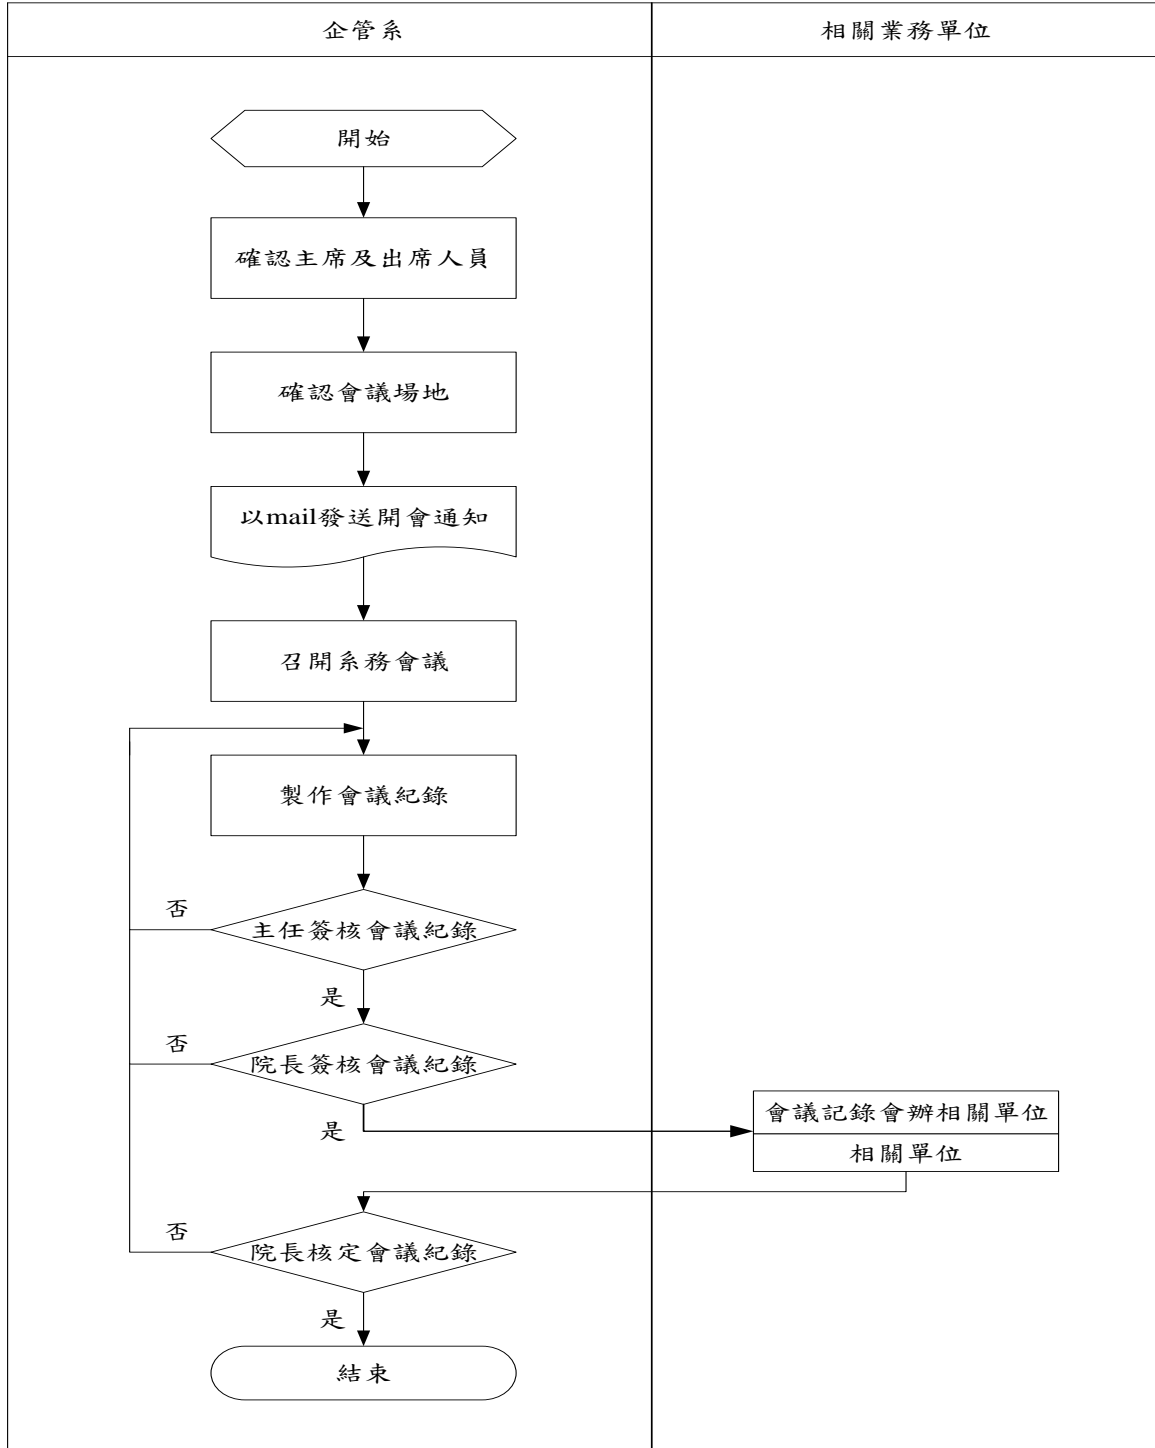 企管系
相關業務單位
開始
確認主席及出席人員
確認會議場地
以mail發送開會通知
召開系務會議
製作會議紀錄
否
主任簽核會議紀錄
是
否
院長簽核會議紀錄
是
會議記錄會辦相關單位
相關單位
否
院長核定會議紀錄
是
結束